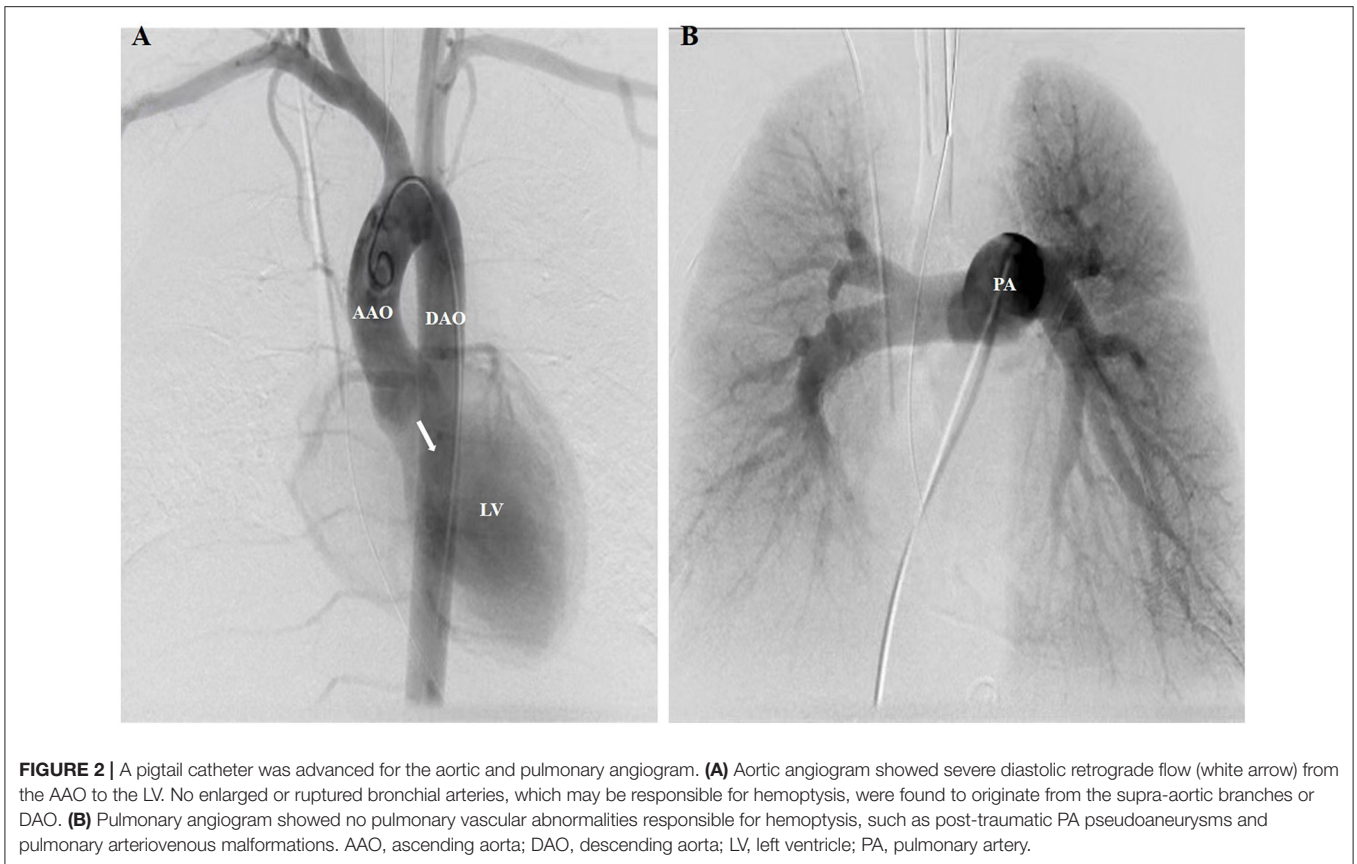 A
B
PA
AAO
DAO
LV
FIGURE 2 | A pigtail catheter was advanced for the aortic and pulmonary angiogram. (A) Aortic angiogram showed severe diastolic retrograde flow (white arrow) from
the AAO to the LV. No enlarged or ruptured bronchial arteries, which may be responsible for hemoptysis, were found to originate from the supra-aortic branches or
DAO. (B) Pulmonary angiogram showed no pulmonary vascular abnormalities responsible for hemoptysis, such as post-traumatic PA pseudoaneurysms and
pulmonary arteriovenous malformations. AAO, ascending aorta; DAO, descending aorta; LV, left ventricle; PA, pulmonary artery.